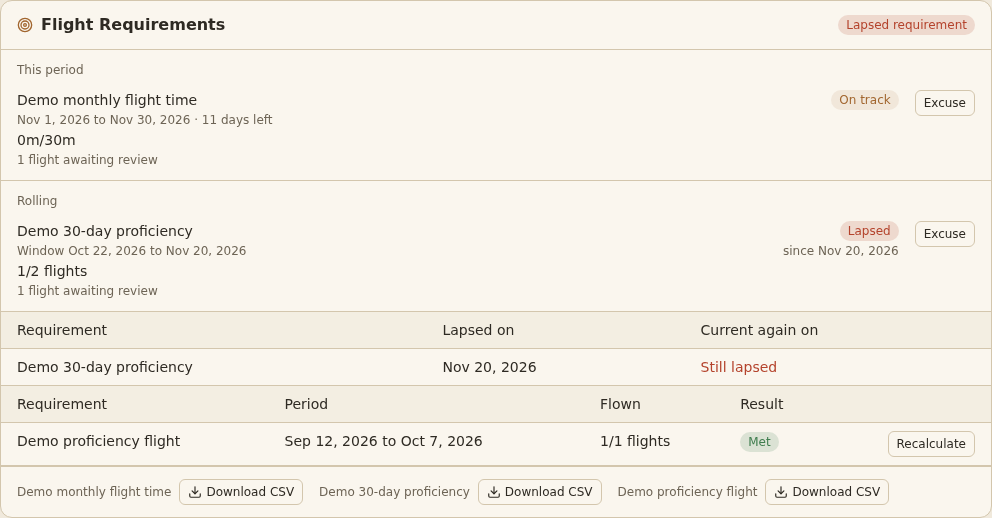 Flight Requirements
Lapsed requirement
This period
Demo monthly flight time
On track
Excuse
Nov 1, 2026 to Nov 30, 2026 · 11 days left
0m/30m
1 flight awaiting review
Rolling
Demo 30-day proficiency
Lapsed
Excuse
Window Oct 22, 2026 to Nov 20, 2026
since Nov 20, 2026
1/2 flights
1 flight awaiting review
Requirement Lapsed on Current again on
Demo 30-day proficiency Nov 20, 2026 Still lapsed
Requirement Period Flown Result
Demo proficiency flight Sep 12, 2026 to Oct 7, 2026 1/1 flights Met Recalculate
Demo monthly flight time Download CSV Demo 30-day proficiency Download CSV Demo proficiency flight Download CSV